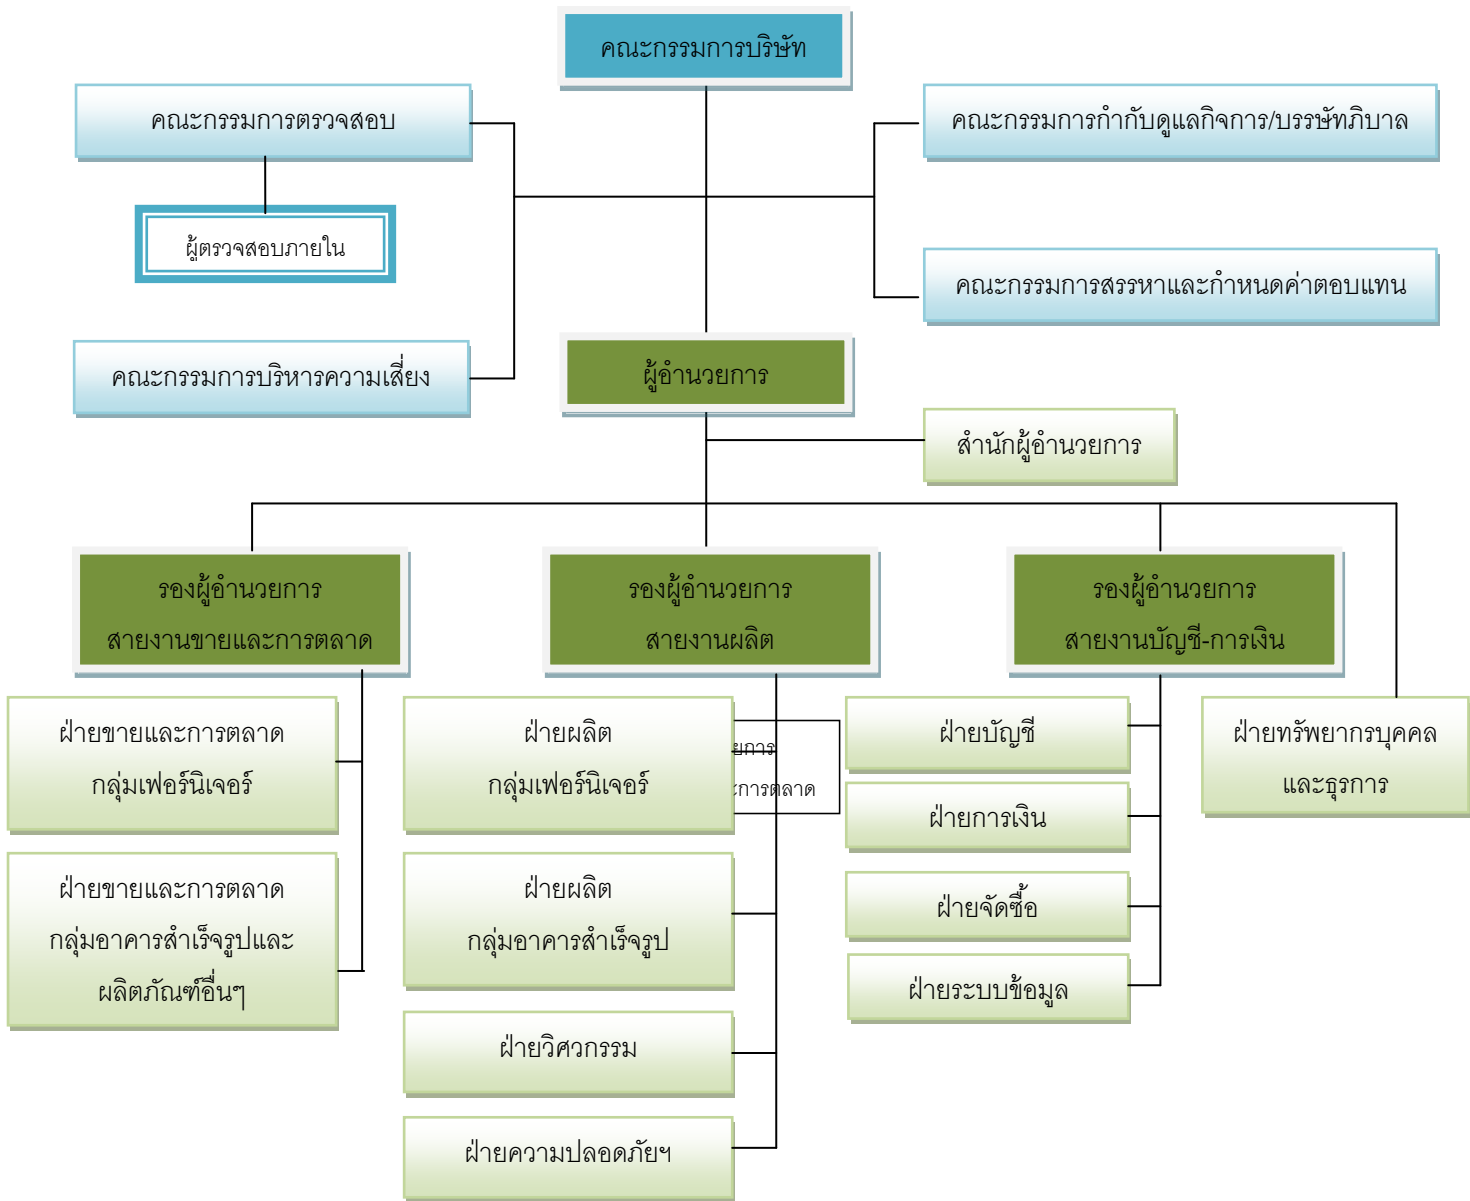 คณะกรรมการบริษัท
คณะกรรมการตรวจสอบ
คณะกรรมการกำกับดูแลกิจการ/บรรษัทภิบาล
ผู้ตรวจสอบภายใน
คณะกรรมการสรรหาและกำหนดค่าตอบแทน
คณะกรรมการบริหารความเสี่ยง
ผู้อำนวยการ
สำนักผู้อำนวยการ
รองผู้อำนวยการ
สายงานขายและการตลาด
รองผู้อำนวยการ
สายงานผลิต
รองผู้อำนวยการ
สายงานบัญชี-การเงิน
ฝ่ายขายและการตลาด
กลุ่มเฟอร์นิเจอร์
ฝ่ายผลิต
กลุ่มเฟอร์นิเจอร์
ยการ
ะการตลาด
ฝ่ายบัญชี
ฝ่ายทรัพยากรบุคคล
และธุรการ
ฝ่ายการเงิน
ฝ่ายขายและการตลาด
กลุ่มอาคารสำเร็จรูปและ
ผลิตภัณฑ์อื่นๆ
ฝ่ายผลิต
กลุ่มอาคารสำเร็จรูป
ฝ่ายจัดซื้อ
ฝ่ายระบบข้อมูล
ฝ่ายวิศวกรรม
ฝ่ายความปลอดภัยฯ